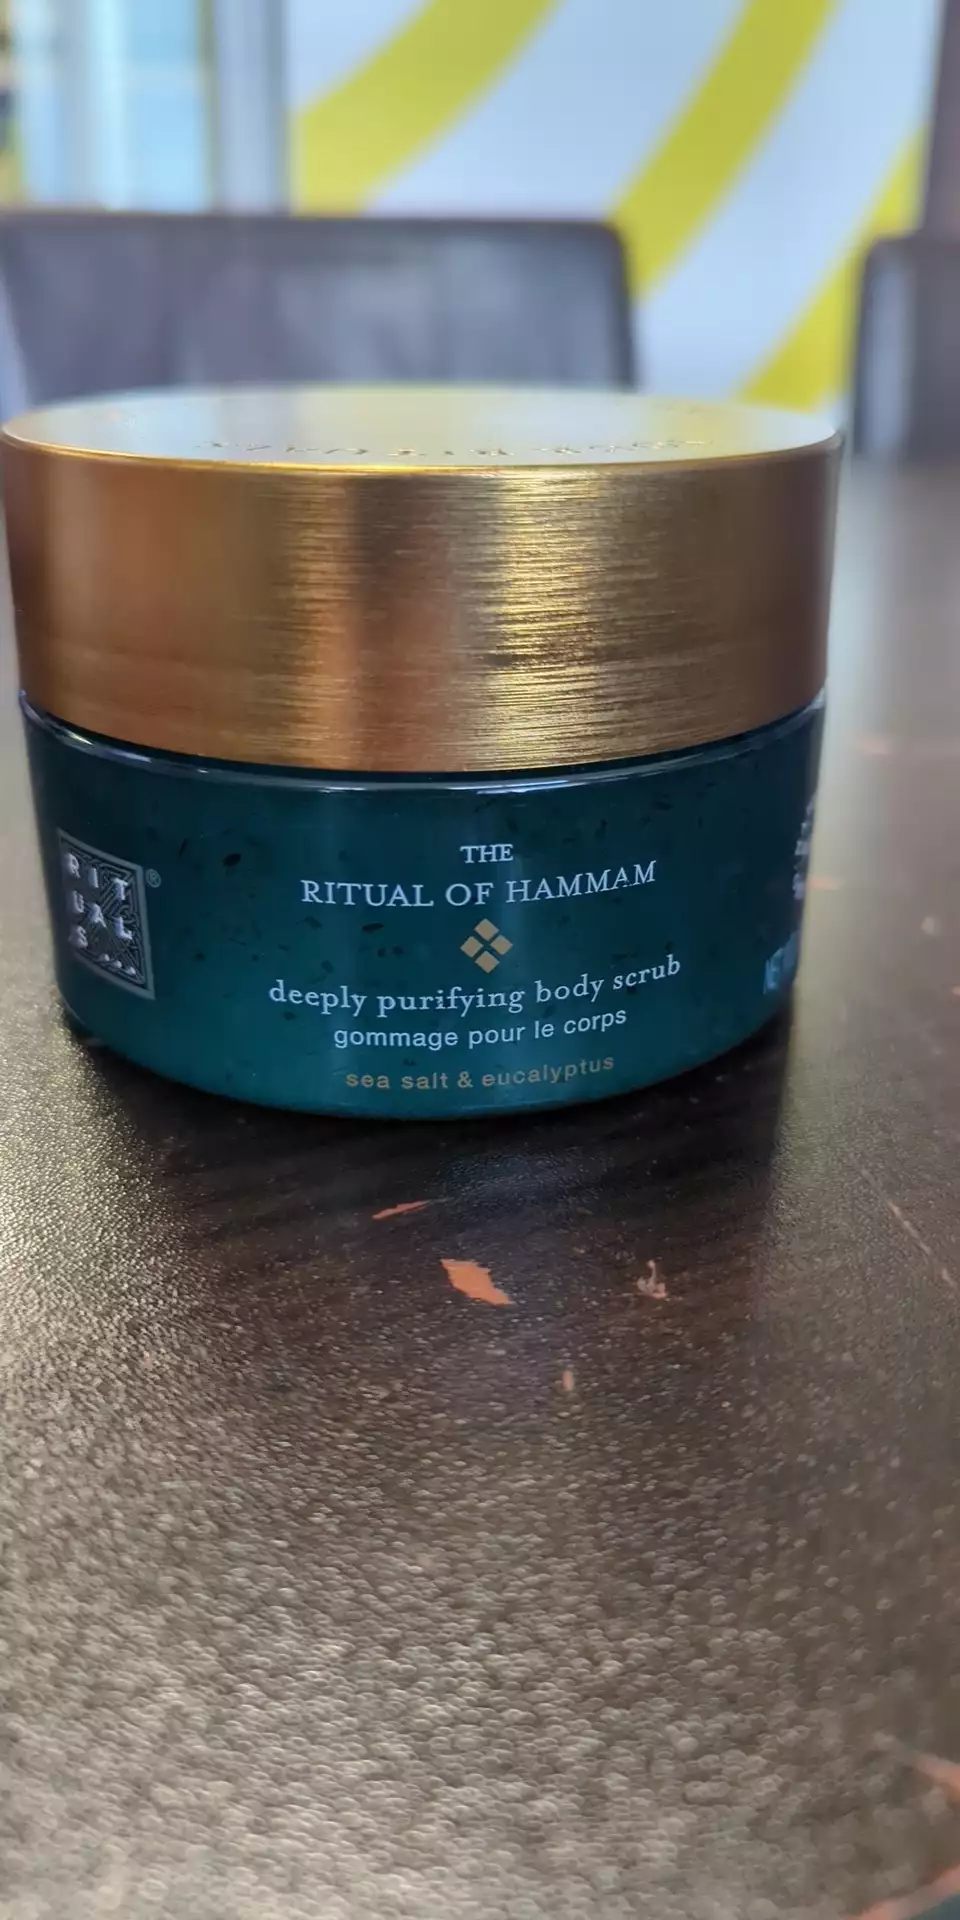 RIT
UAL
S...
®
THE
RITUAL OF HAMMAM
deeply purifying body scrub
gommage pour le corps
sea salt & eucalyptus